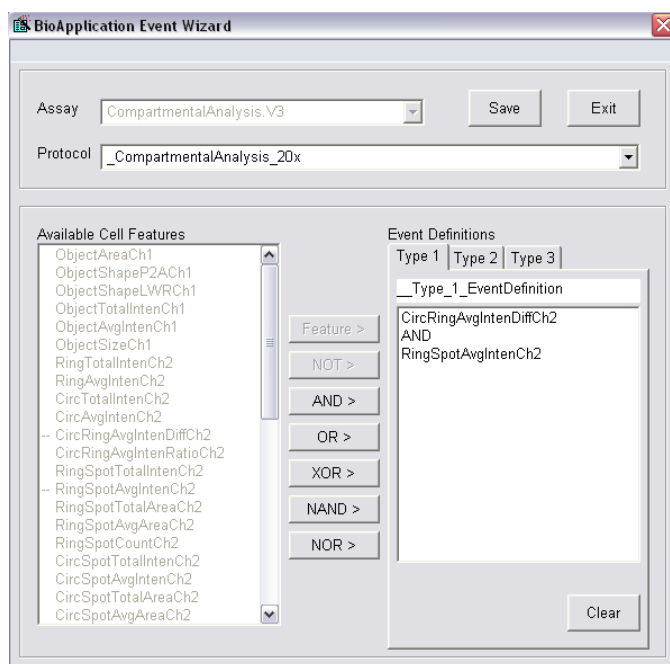 BioApplication Event Wizard
Assay
CompartmentalAnalysis.V3
Save
Exit
Protocol
_CompartmentalAnalysis_20x
Available Cell Features
ObjectAreaCh1
ObjectShapeP2ACh1
ObjectShapeLWRCh1
ObjectTotalIntenCh1
ObjectAvgIntenCh1
ObjectSizeCh1
RingTotalIntenCh2
RingAvgIntenCh2
CircTotalIntenCh2
CircAvgIntenCh2
-- CircRingAvgIntenDiffCh2
CircRingAvgIntenRatioCh2
RingSpotTotalIntenCh2
-- RingSpotAvgIntenCh2
RingSpotTotalAreaCh2
RingSpotAvgAreaCh2
RingSpotCountCh2
CircSpotTotalIntenCh2
CircSpotAvgIntenCh2
CircSpotTotalAreaCh2
CircSpotAvgAreaCh2
Feature >
NOT >
AND >
OR >
XOR >
NAND >
NOR >
Event Definitions
Type 1 Type 2 Type 3
__Type_1_EventDefinition
CircRingAvgIntenDiffCh2
AND
RingSpotAvgIntenCh2
Clear